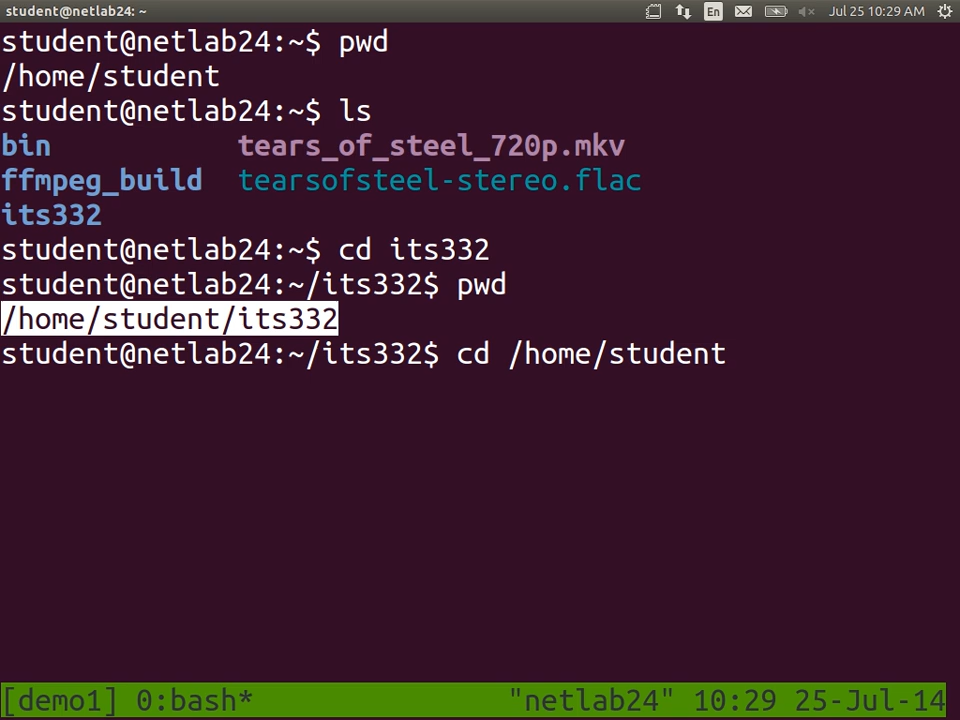 student@netlab24: ~ En Jul 25 10:29 AM
student@netlab24:~$ pwd
/home/student
student@netlab24:~$ ls
bin tears_of_steel_720p.mkv
ffmpeg_build tearsofsteel-stereo.flac
its332
student@netlab24:~$ cd its332
student@netlab24:~/its332$ pwd
/home/student/its332
student@netlab24:~/its332$ cd /home/student
[demo1] 0:bash* "netlab24" 10:29 25-Jul-14